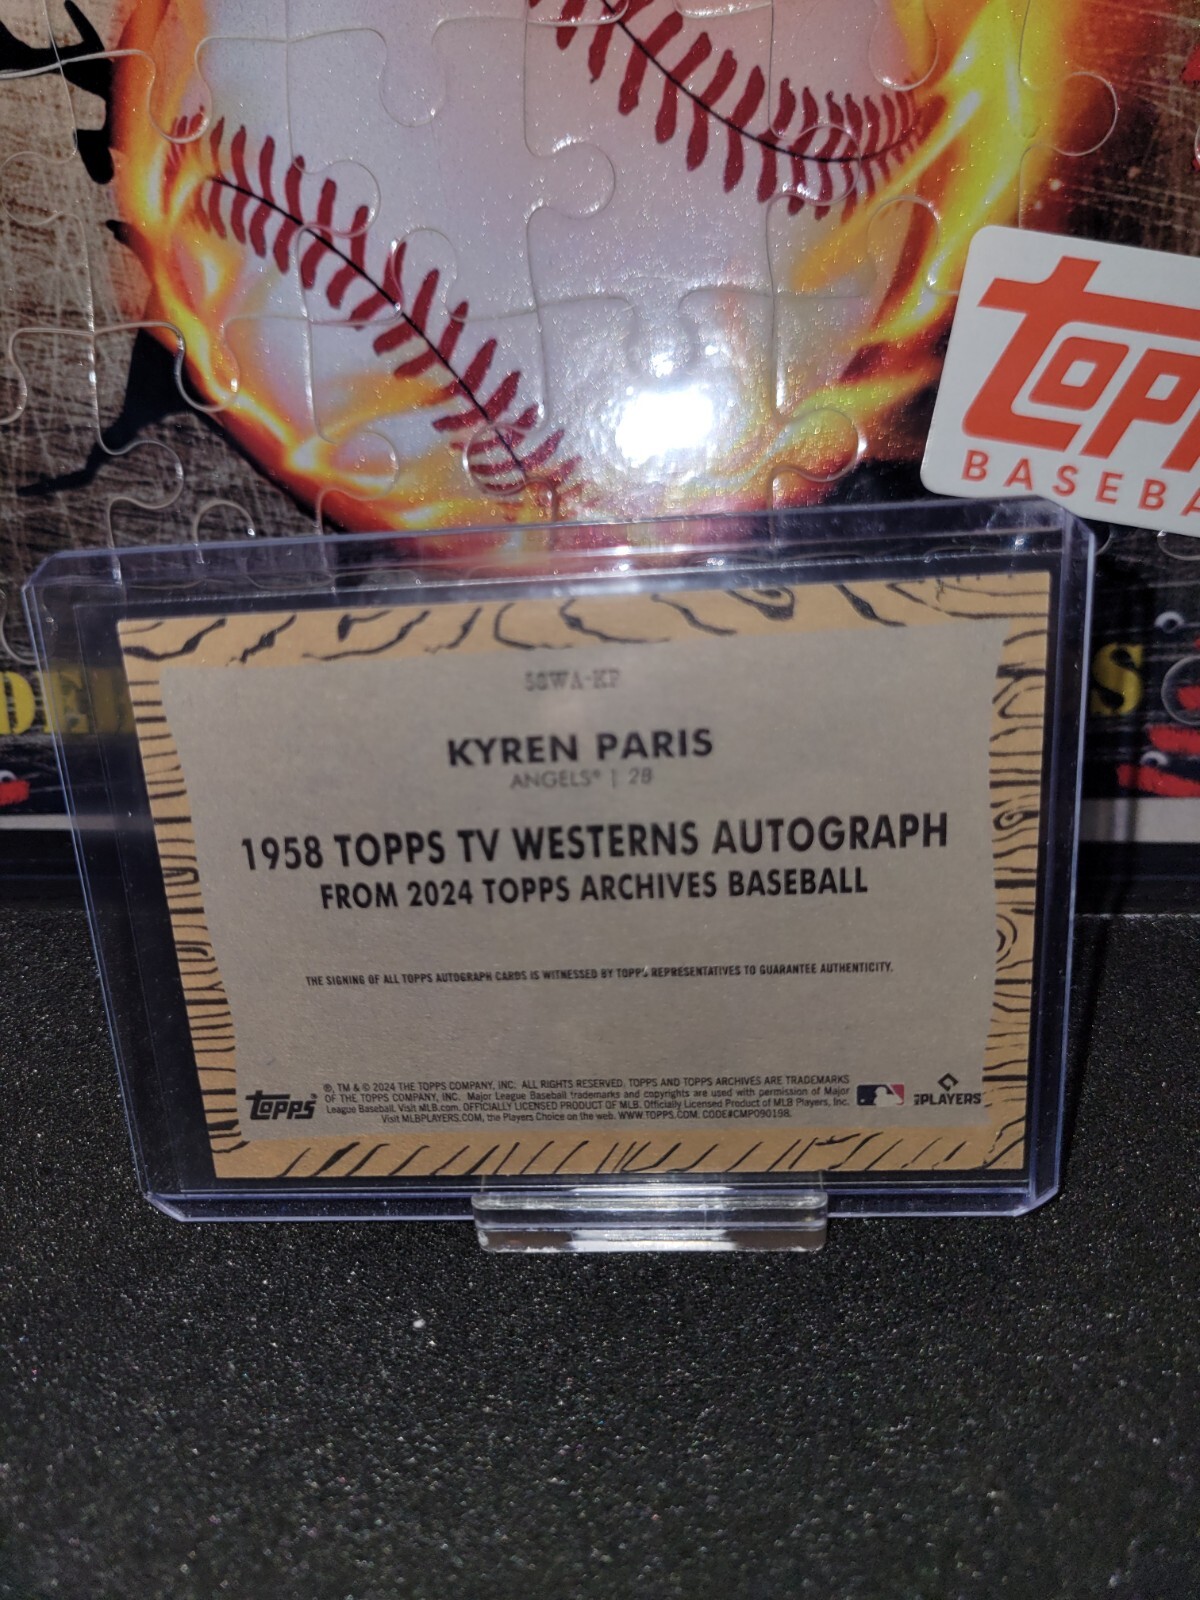 TOPP
BASEBA
DE
S
58WA-KP
KYREN PARIS
ANGELS® | 2B
1958 TOPPS TV WESTERNS AUTOGRAPH
FROM 2024 TOPPS ARCHIVES BASEBALL
THE SIGNING OF ALL TOPPS AUTOGRAPH CARDS IS WITNESSED BY TOPPS REPRESENTATIVES TO GUARANTEE AUTHENTICITY.
topps
®, TM & © 2024 THE TOPPS COMPANY, INC. ALL RIGHTS RESERVED. TOPPS AND TOPPS ARCHIVES ARE TRADEMARKS
OF THE TOPPS COMPANY, INC. Major League Baseball trademarks and copyrights are used with permission of Major
League Baseball. Visit MLB.com. OFFICIALLY LICENSED PRODUCT OF MLB. Officially Licensed Product of MLB Players, Inc.
Visit MLBPLAYERS.COM, the Players Choice on the web. WWW.TOPPS.COM. CODE#CMP090198.
PLAYERS